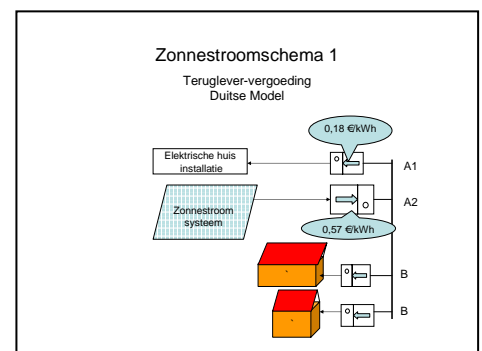 Zonnestroomschema 1
Teruglever-vergoeding
Duitse Model
0,18 €/kWh
Elektrische huis
installatie
A1
Zonnestroom
systeem
A2
0,57 €/kWh
B
B